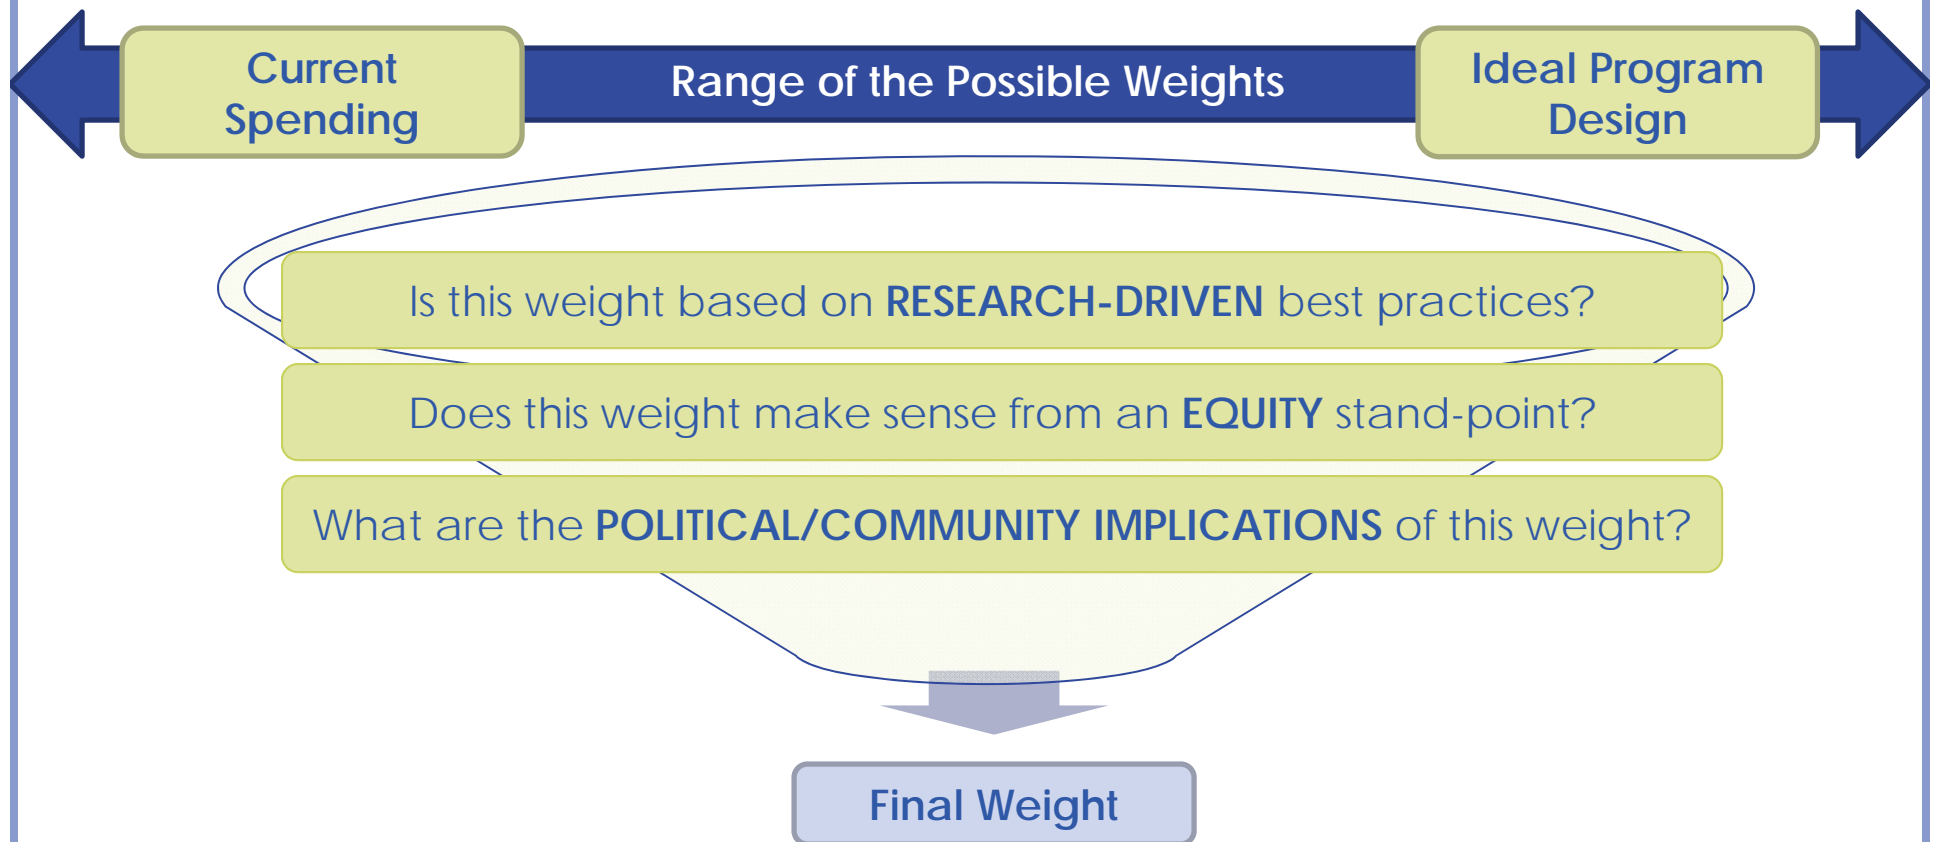 Current
Spending
Range of the Possible Weights
Ideal Program
Design
Is this weight based on RESEARCH-DRIVEN best practices?
Does this weight make sense from an EQUITY stand-point?
What are the POLITICAL/COMMUNITY IMPLICATIONS of this weight?
Final Weight